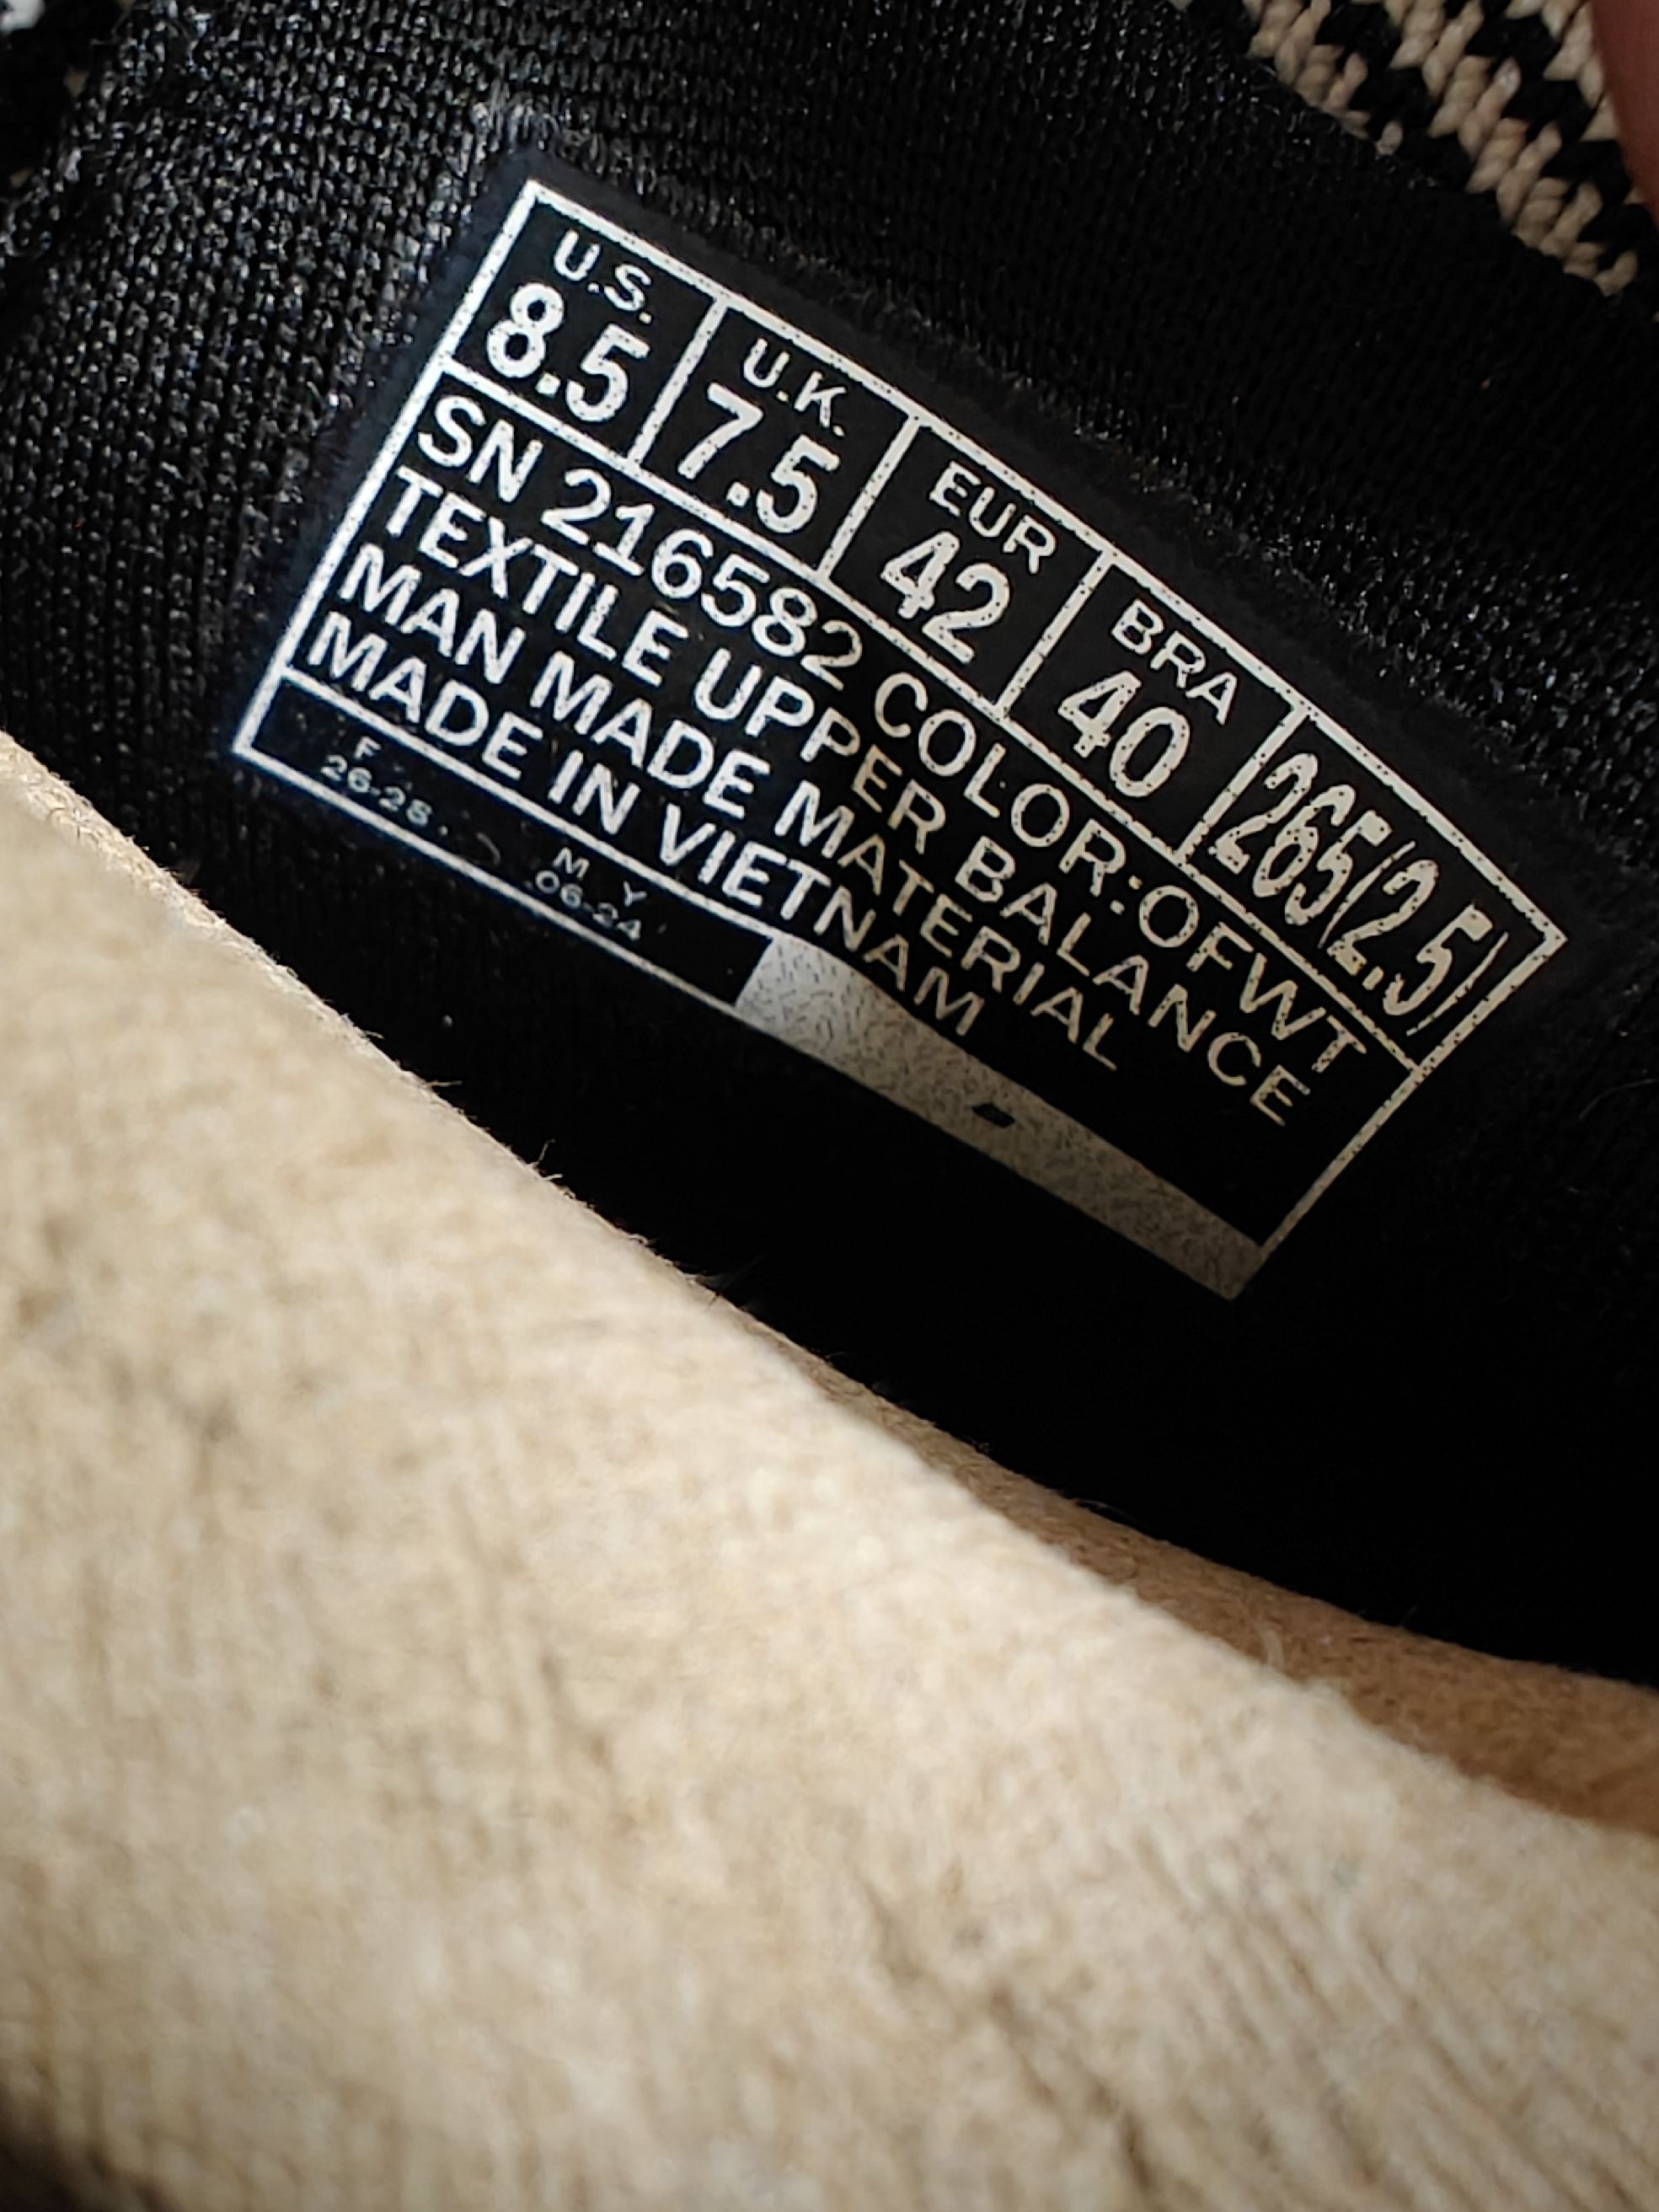 U.S. U.K. EUR BRA
8.5 7.5 42 40 265(2.5)
SN 216582 COLOR:OFWT
TEXTILE UPPER BALANCE
MAN MADE MATERIAL
MADE IN VIETNAM
F M Y
26-28. 06-24 -